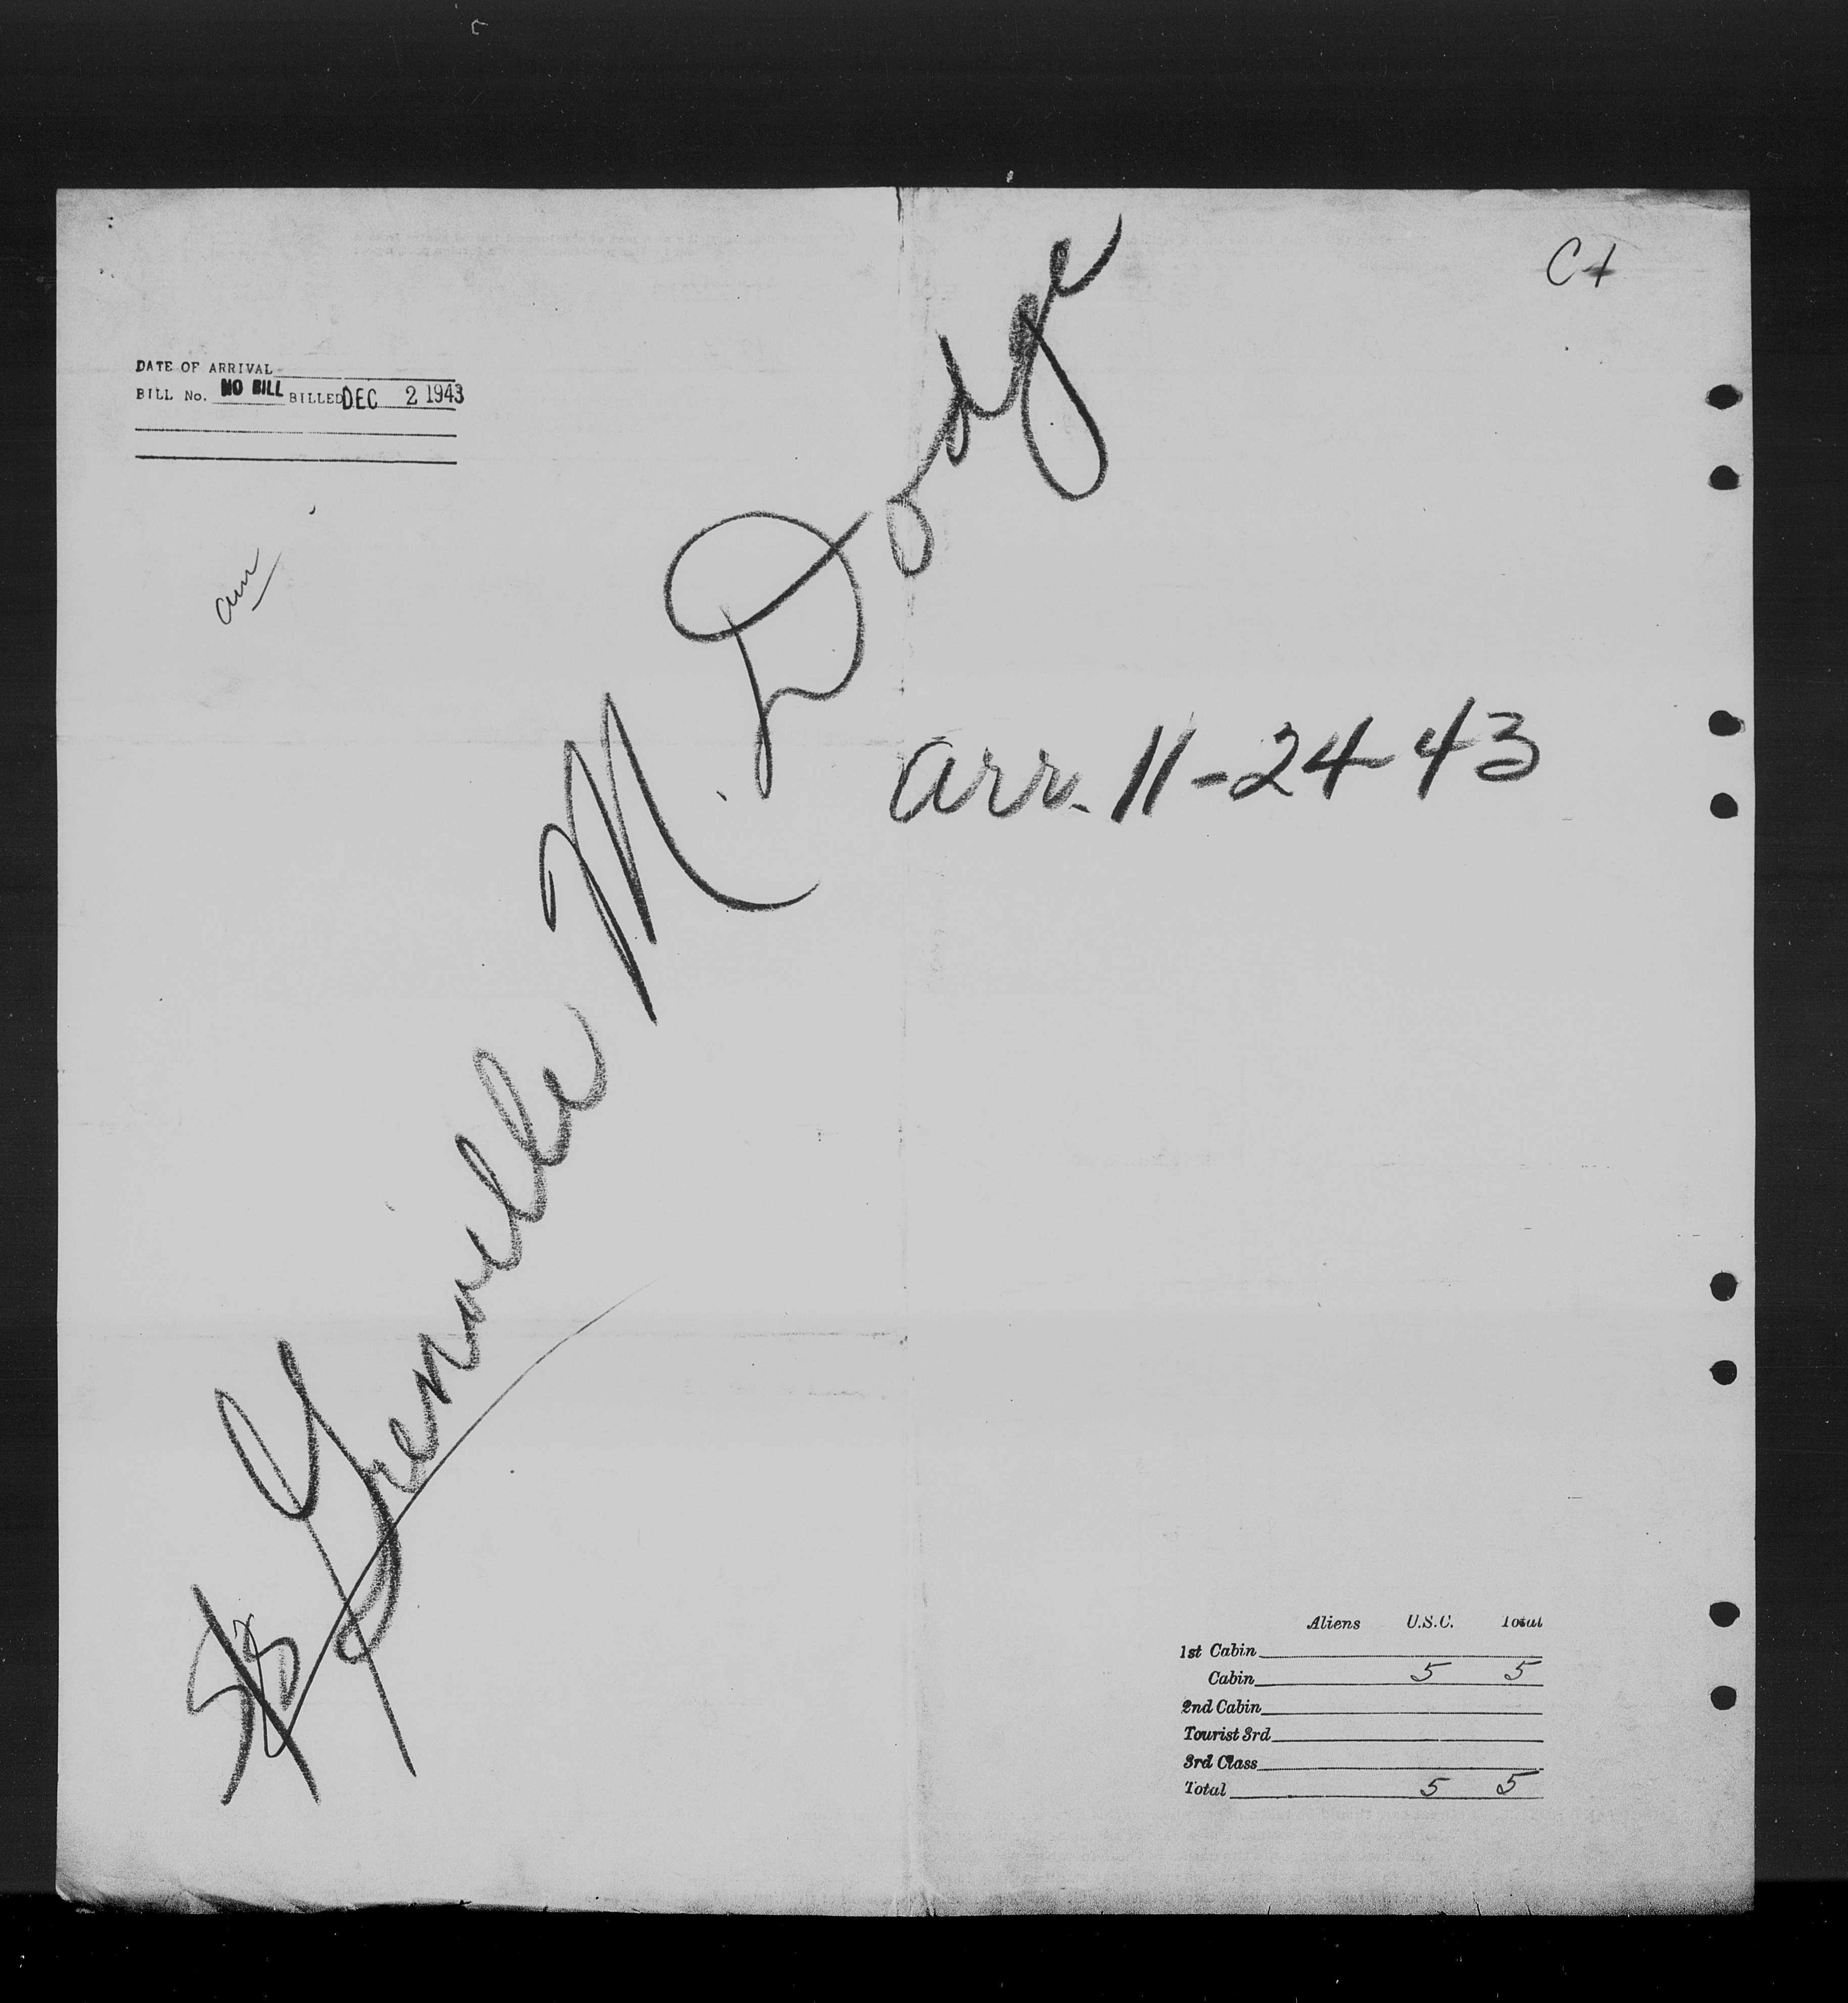 C+
DATE OF ARRIVAL
BILL No. NO BILL BILLED DEC 2 1943
SS Grenville M. Dodge
arr. 11-24-43
Aliens U.S.C. Total
1st Cabin
Cabin 5 5
2nd Cabin
Tourist 3rd
3rd Class
Total 5 5